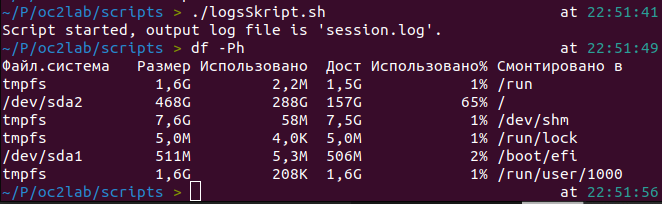 ~/P/oc2lab/scripts > ./logsSkript.sh at 22:51:41
Script started, output log file is 'session.log'.
~/P/oc2lab/scripts > df -Ph at 22:51:49
Файл.система Размер Использовано Дост Использовано% Смонтировано в
tmpfs 1,6G 2,2M 1,5G 1% /run
/dev/sda2 468G 288G 157G 65% /
tmpfs 7,6G 58M 7,5G 1% /dev/shm
tmpfs 5,0M 4,0K 5,0M 1% /run/lock
/dev/sda1 511M 5,3M 506M 2% /boot/efi
tmpfs 1,6G 208K 1,6G 1% /run/user/1000
~/P/oc2lab/scripts > at 22:51:56